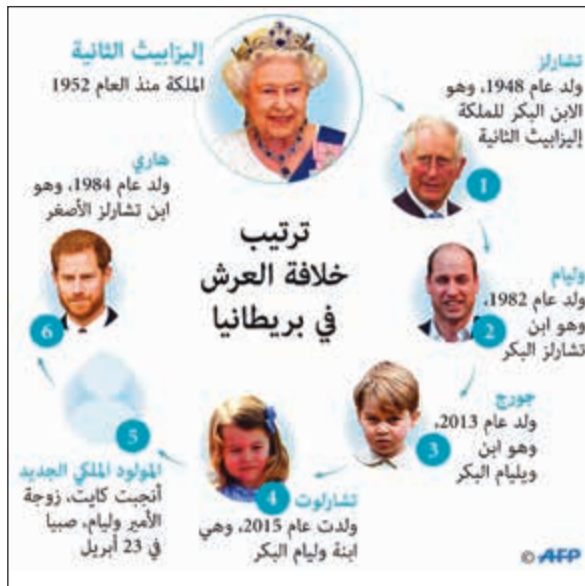 إليزابيث الثانية
الملكة منذ العام 1952
ترتيب
خلافة العرش
في بريطانيا
تشارلز
ولد عام 1948، وهو
الابن البكر للملكة
إليزابيث الثانية
1
وليام
ولد عام 1982،
وهو ابن
تشارلز البكر
2
جورج
ولد عام 2013،
وهو ابن
ويليام البكر
3
تشارلوت
ولدت عام 2015، وهي
ابنة وليام البكر
4
5
المولود الملكي الجديد
أنجبت كايت، زوجة
الأمير وليام، صبيا
في 23 أبريل
هاري
ولد عام 1984، وهو
ابن تشارلز الأصغر
6
© AFP